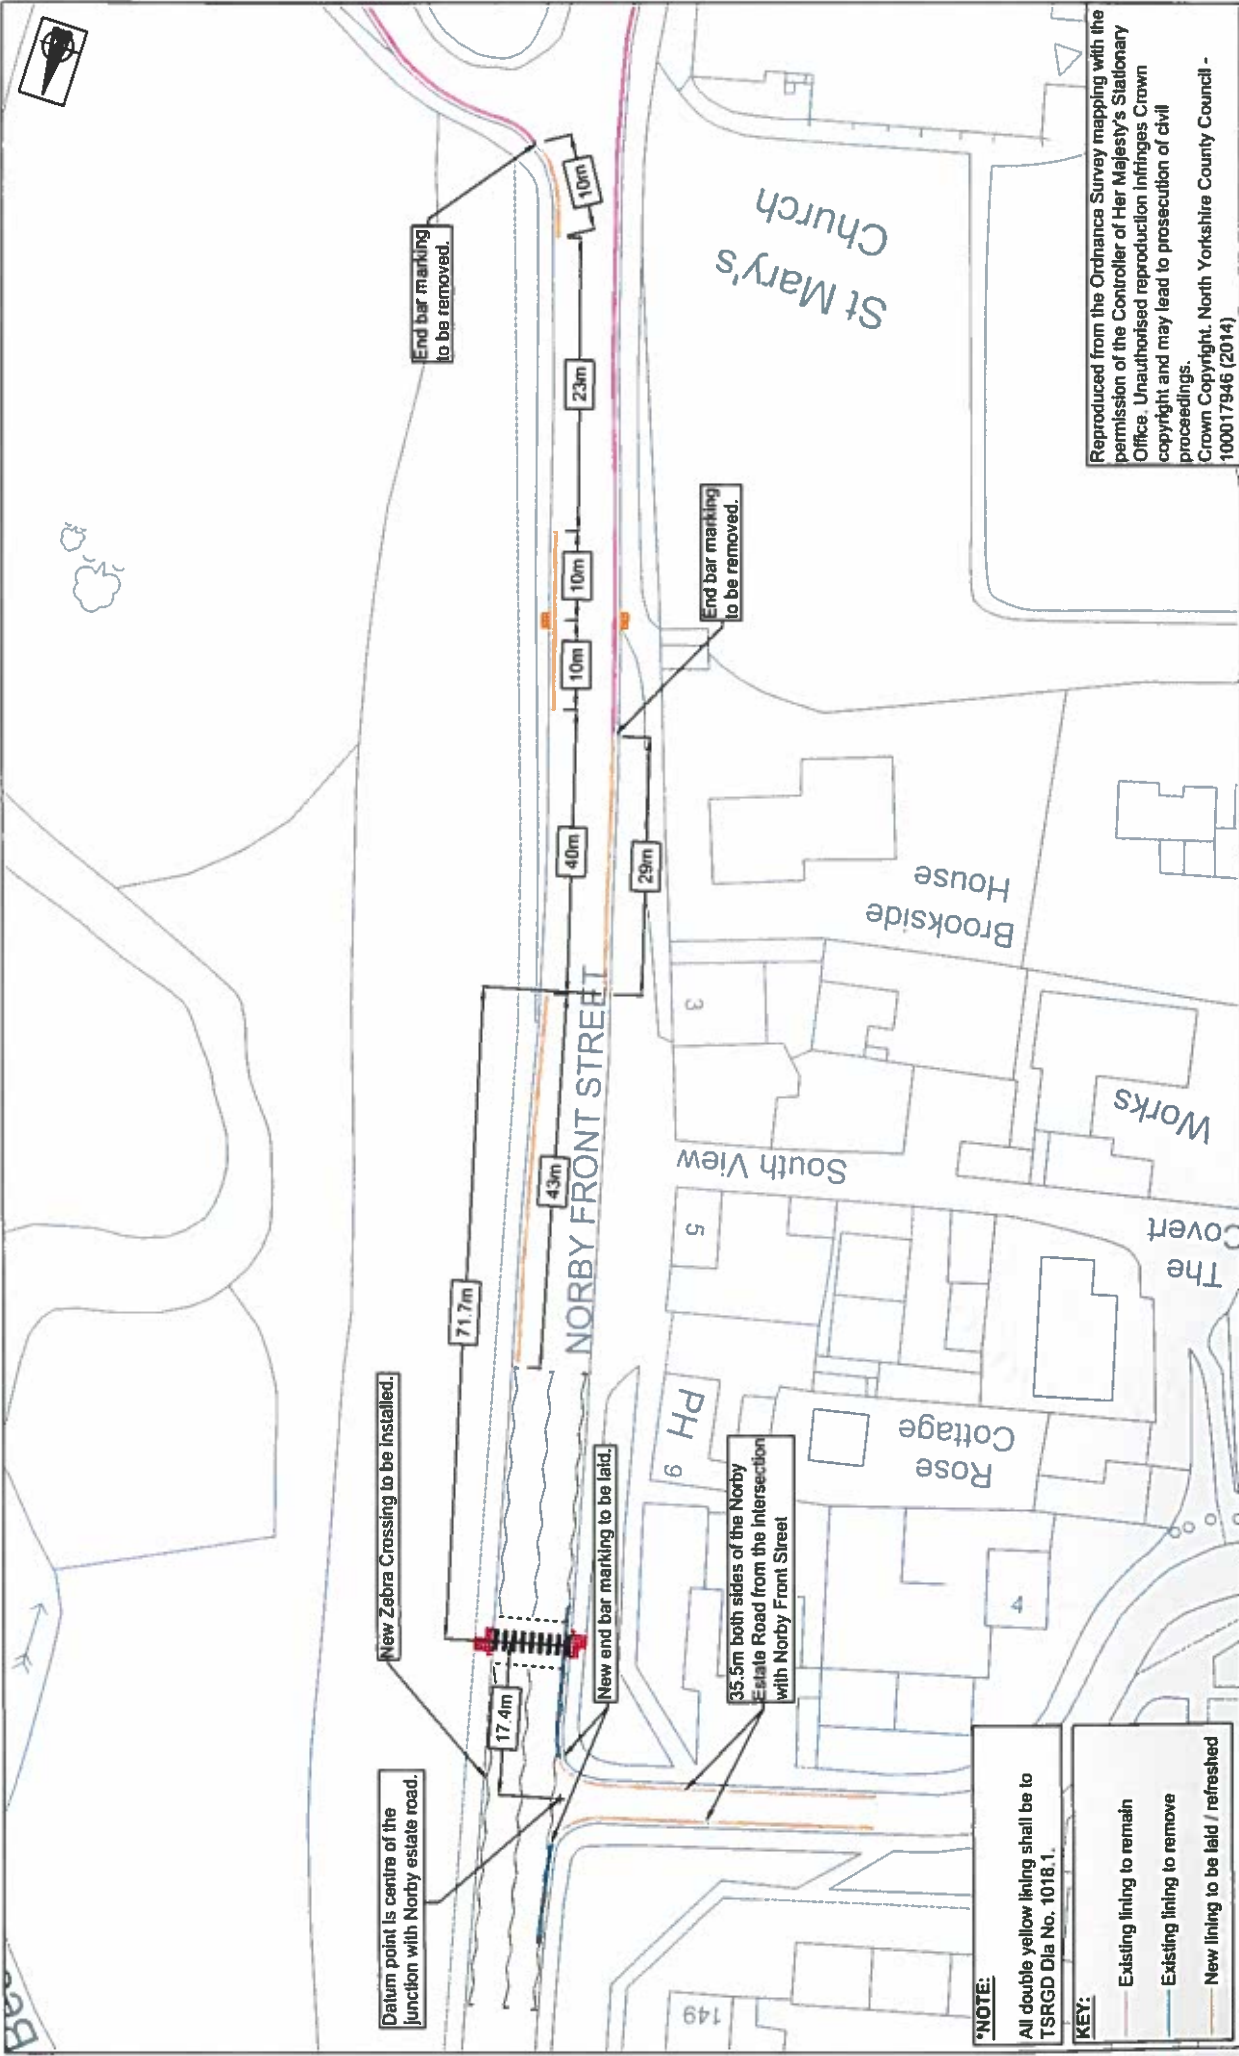 End bar marking
to be removed.
10m
23m
10m
10m
40m
29m
End bar marking
to be removed.
71.7m
43m
NORBY FRONT STREET
17.4m
New Zebra Crossing to be installed.
New end bar marking to be laid.
35.5m both sides of the Norby
Estate Road from the intersection
with Norby Front Street
Datum point is centre of the
junction with Norby estate road.
St Mary's
Church
Brookside
House
3
South View
5
Works
The
Covert
PH
9
Rose
Cottage
4
149
*NOTE:
All double yellow lining shall be to
TSRGD Dia No. 1018.1.
KEY:
Existing lining to remain
Existing lining to remove
New lining to be laid / refreshed
Reproduced from the Ordnance Survey mapping with the
permission of the Controller of Her Majesty's Stationary
Office. Unauthorised reproduction infringes Crown
copyright and may lead to prosecution of civil
proceedings.
Crown Copyright. North Yorkshire County Council -
100017946 (2014)